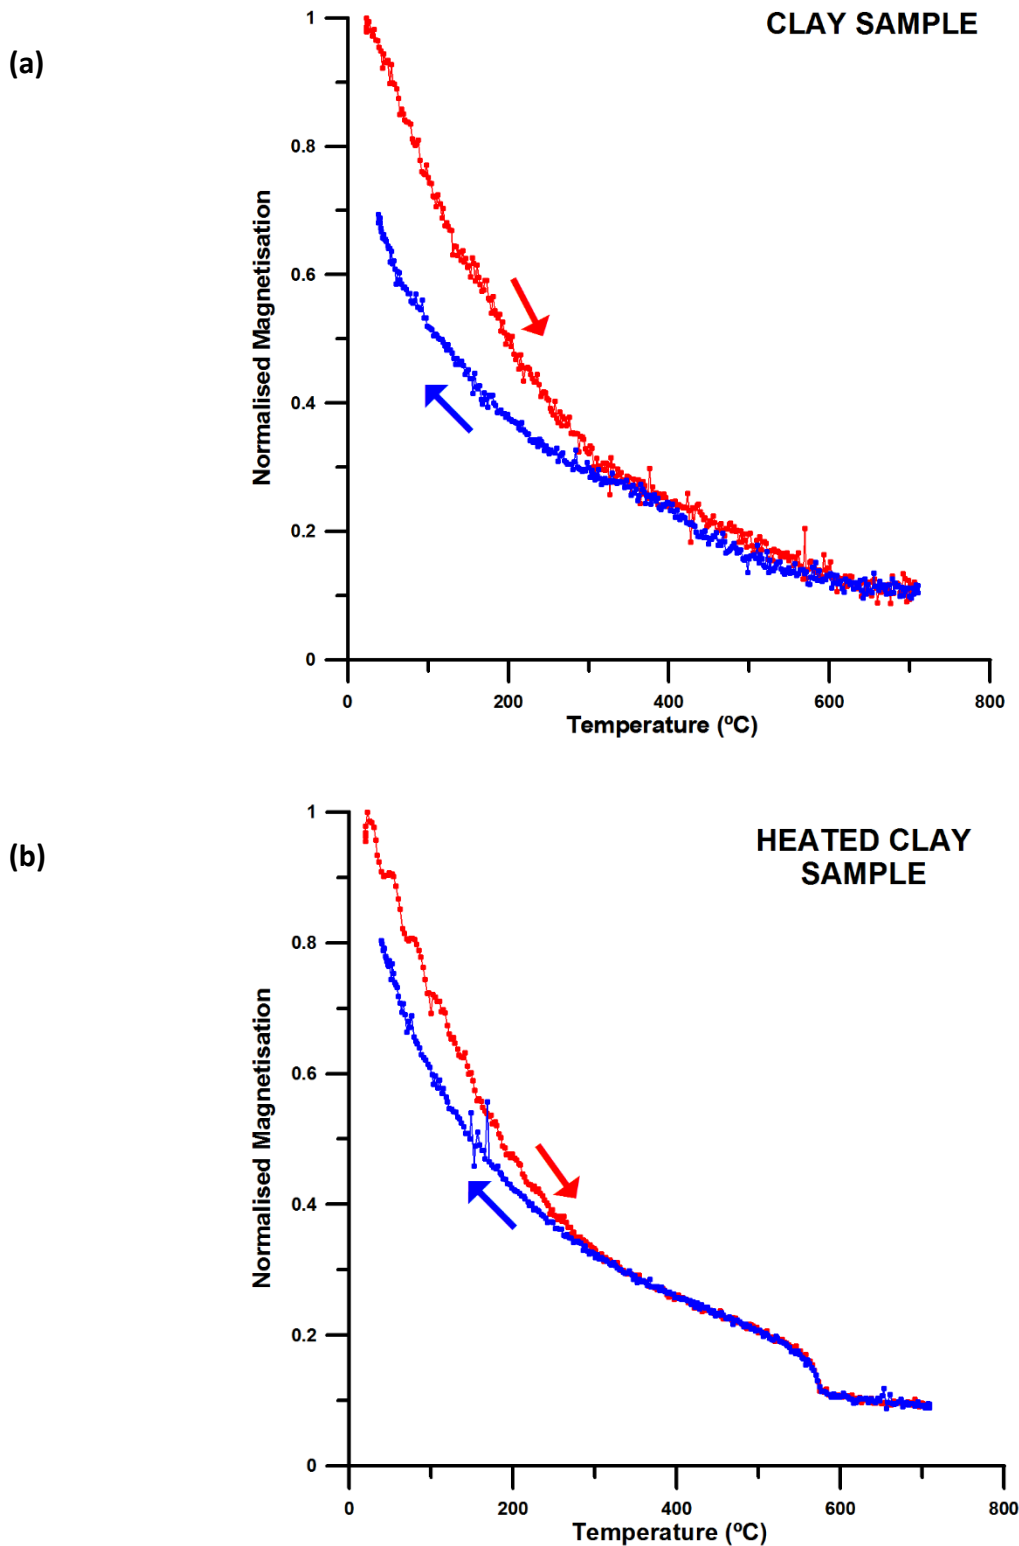 (a)
CLAY SAMPLE
Normalised Magnetisation
1
0.8
0.6
0.4
0.2
0
0 200 400 600 800
Temperature (ºC)
(b)
HEATED CLAY
SAMPLE
Normalised Magnetisation
1
0.8
0.6
0.4
0.2
0
0 200 400 600 800
Temperature (ºC)